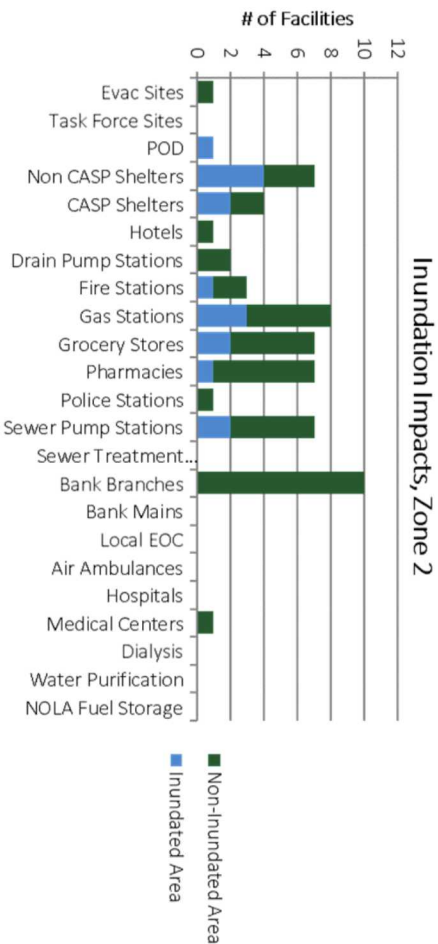 Inundation Impacts, Zone 2
# of Facilities
0
2
4
6
8
10
12
Evac Sites
Task Force Sites
POD
Non CASP Shelters
CASP Shelters
Hotels
Drain Pump Stations
Fire Stations
Gas Stations
Grocery Stores
Pharmacies
Police Stations
Sewer Pump Stations
Sewer Treatment...
Bank Branches
Bank Mains
Local EOC
Air Ambulances
Hospitals
Medical Centers
Dialysis
Water Purification
NOLA Fuel Storage
Non-Inundated Area
Inundated Area